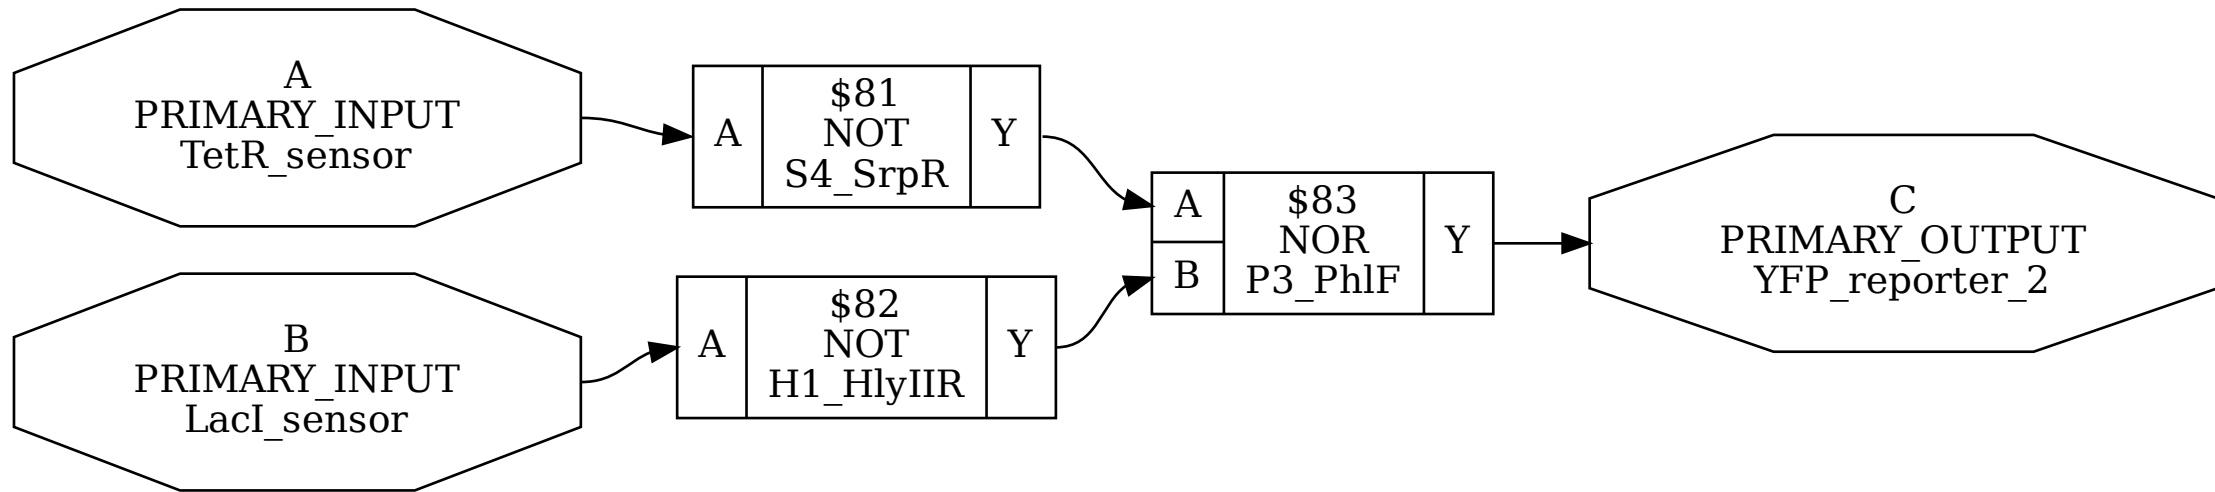 A
PRIMARY_INPUT
TetR_sensor
A
$81
NOT
S4_SrpR
Y
B
PRIMARY_INPUT
LacI_sensor
A
$82
NOT
H1_HlyIIR
Y
A
B
$83
NOR
P3_PhlF
Y
C
PRIMARY_OUTPUT
YFP_reporter_2